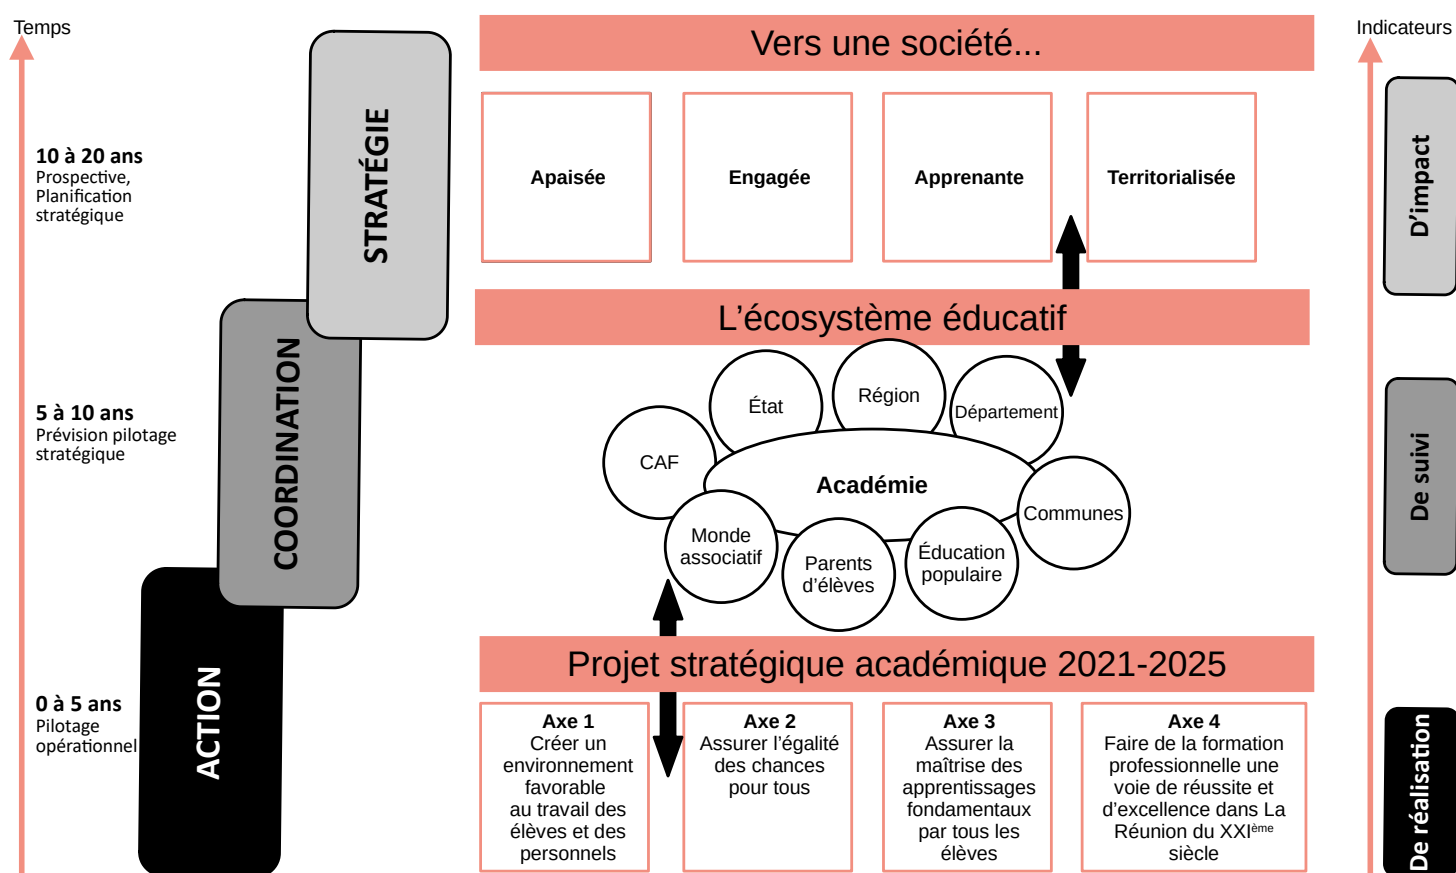 Temps
Indicateurs
Vers une société...
STRATÉGIE
10 à 20 ans
Prospective,
Planification
stratégique
Apaisée
Engagée
Apprenante
Territorialisée
D'impact
L'écosystème éducatif
COORDINATION
5 à 10 ans
Prévision pilotage
stratégique
État
Région
Département
CAF
Académie
Communes
Monde
associatif
Parents
d'élèves
Éducation
populaire
De suivi
Projet stratégique académique 2021-2025
ACTION
0 à 5 ans
Pilotage
opérationnel
Axe 1
Créer un
environnement
favorable
au travail des
élèves et des
personnels
Axe 2
Assurer l'égalité
des chances
pour tous
Axe 3
Assurer la
maîtrise des
apprentissages
fondamentaux
par tous les
élèves
Axe 4
Faire de la formation
professionnelle une
voie de réussite et
d'excellence dans La
Réunion du XXIème
siècle
De réalisation